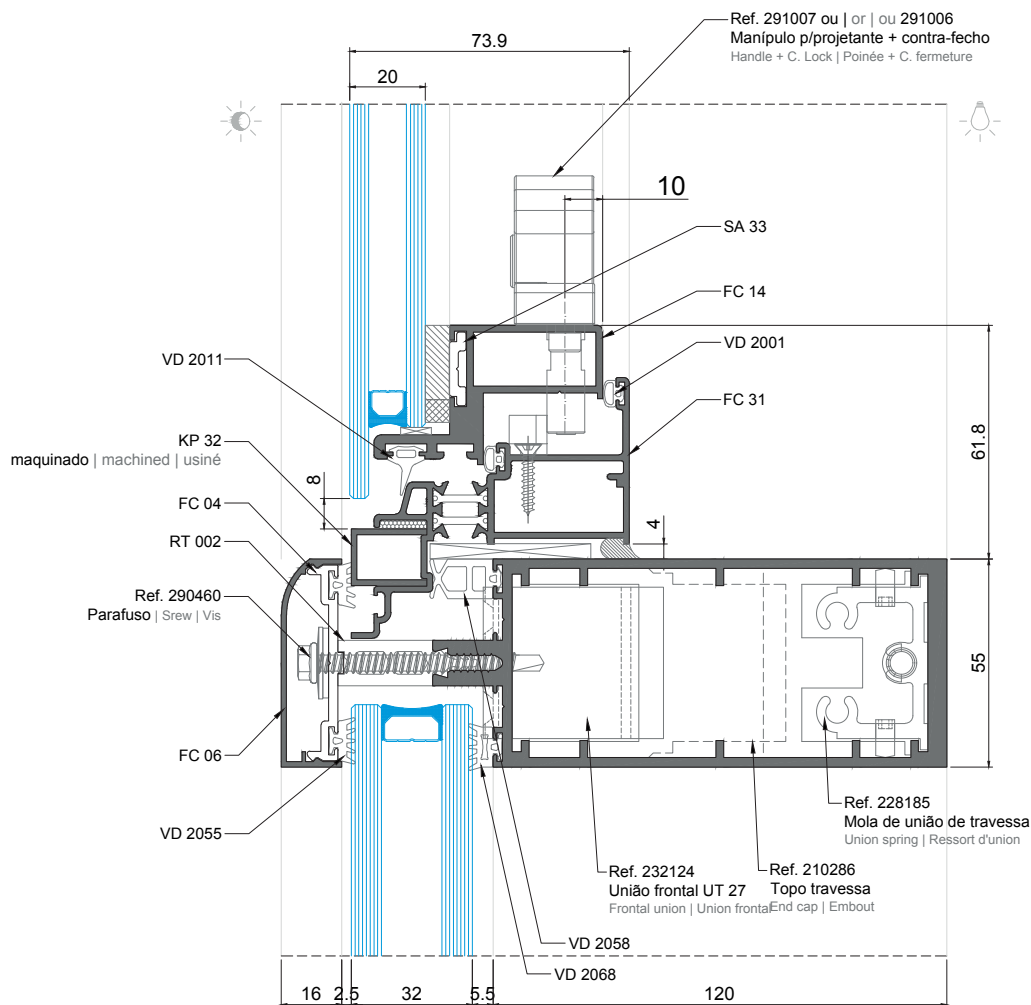 Ref. 291007 ou | or | ou 291006
Manípulo p/projetante + contra-fecho
Handle + C. Lock | Poinée + C. fermeture
73.9
20
10
SA 33
FC 14
VD 2001
FC 31
VD 2011
KP 32
maquinado | machined | usiné
8
FC 04
RT 002
Ref. 290460
Parafuso | Srew | Vis
61.8
4
55
FC 06
VD 2055
Ref. 228185
Mola de união de travessa
Union spring | Ressort d'union
Ref. 232124
União frontal UT 27
Frontal union | Union frontal
Ref. 210286
Topo travessa
End cap | Embout
VD 2058
VD 2068
16
2.5
32
5.5
120